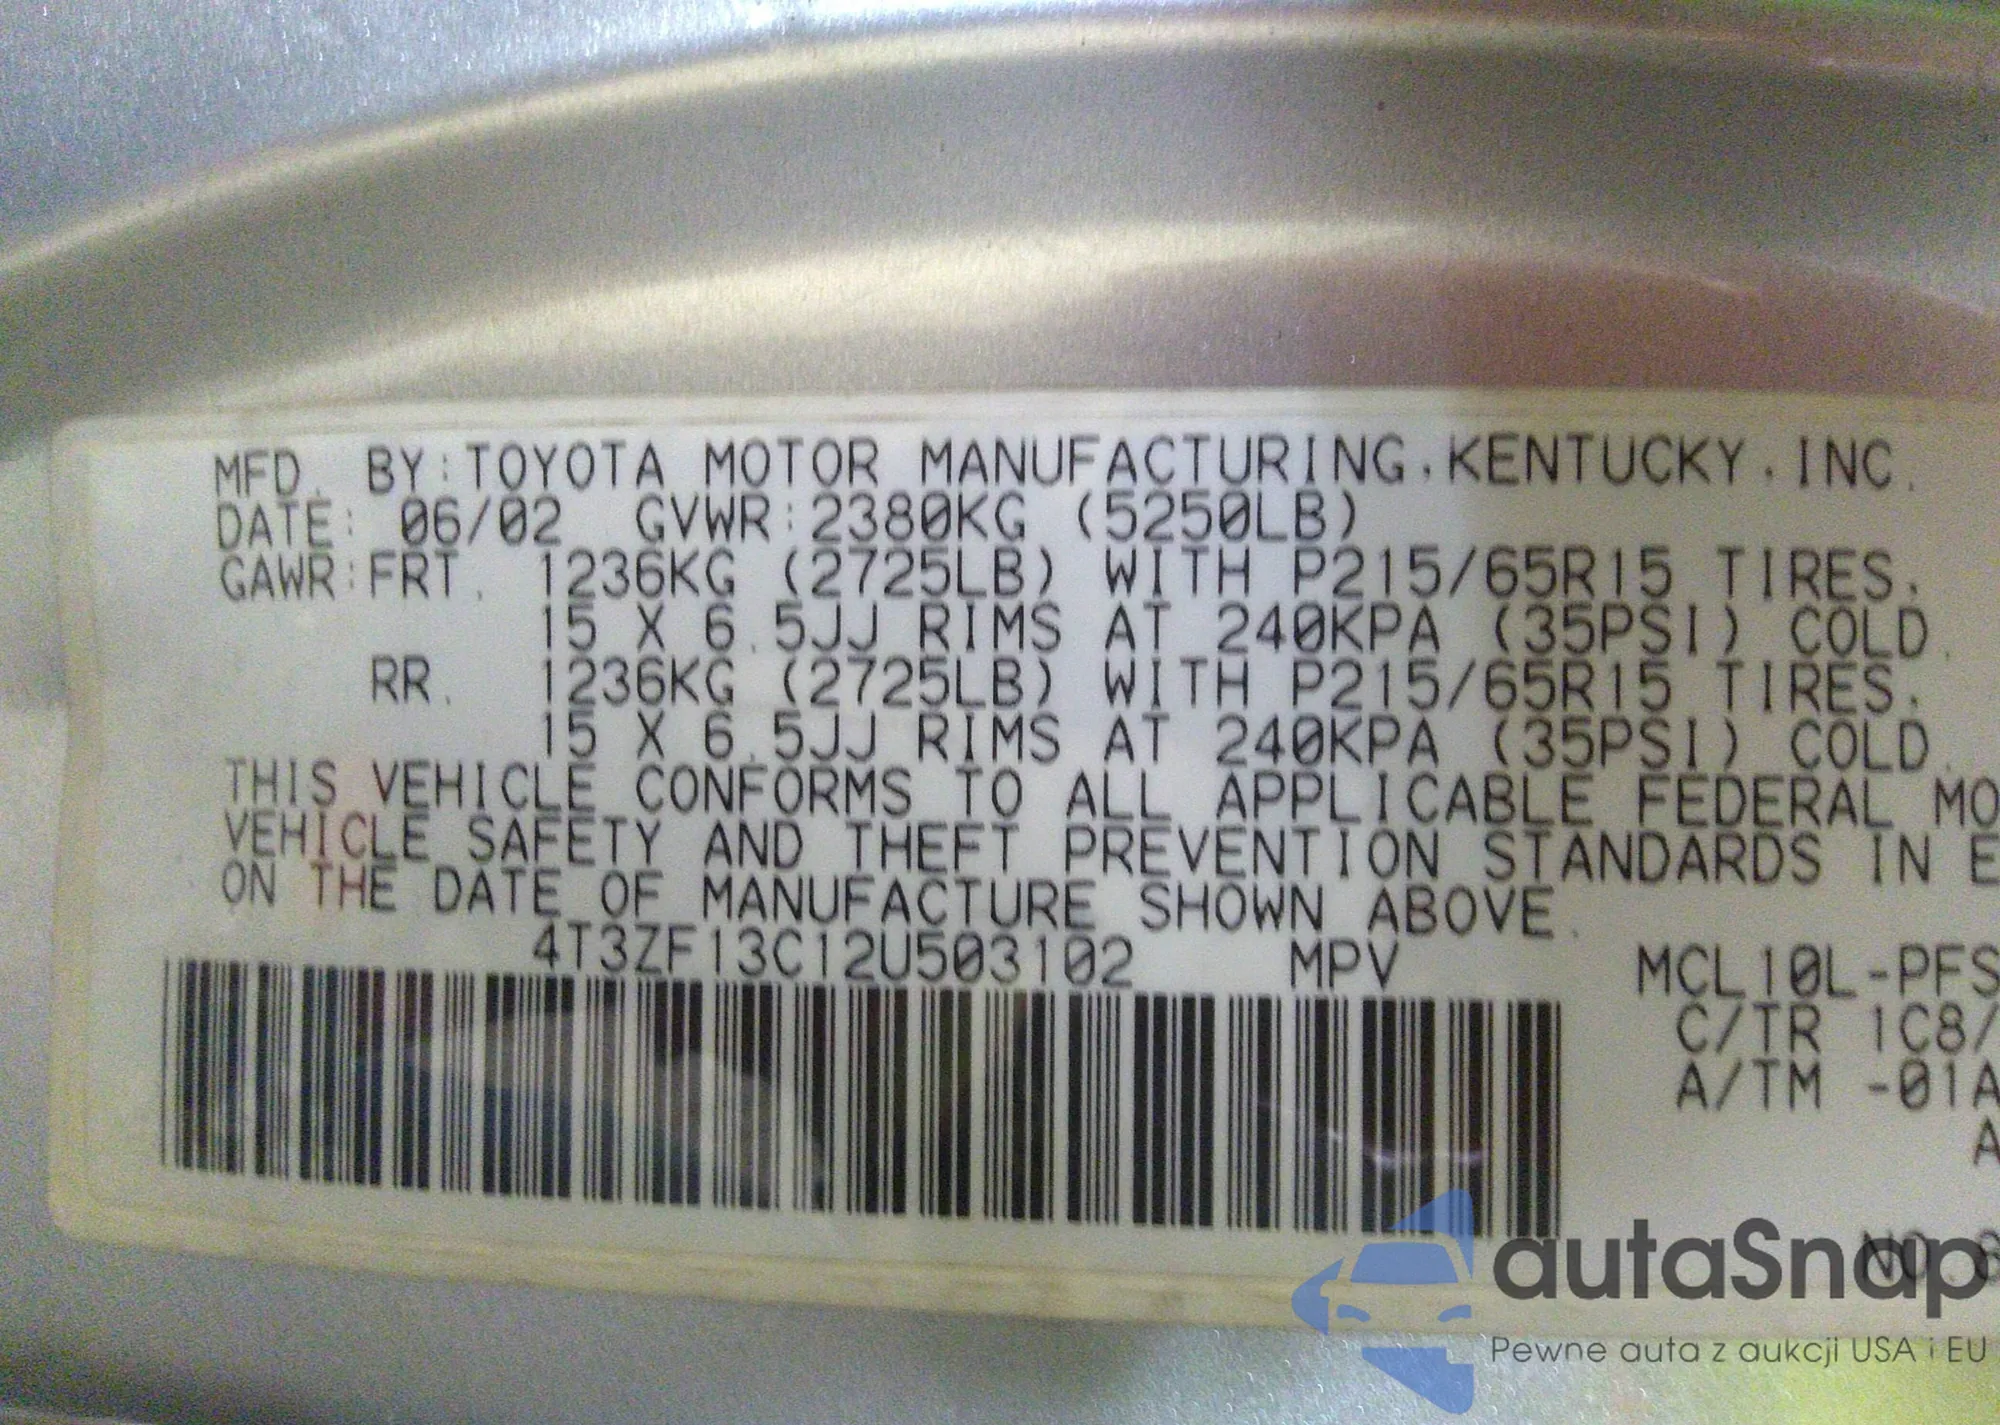 MFD. BY:TOYOTA MOTOR MANUFACTURING,KENTUCKY,INC.
DATE: 06/02 GVWR:2380KG (5250LB)
GAWR:FRT. 1236KG (2725LB) WITH P215/65R15 TIRES,
15 X 6.5JJ RIMS AT 240KPA (35PSI) COLD.
RR. 1236KG (2725LB) WITH P215/65R15 TIRES,
15 X 6.5JJ RIMS AT 240KPA (35PSI) COLD.
THIS VEHICLE CONFORMS TO ALL APPLICABLE FEDERAL MO
VEHICLE SAFETY AND THEFT PREVENTION STANDARDS IN E
ON THE DATE OF MANUFACTURE SHOWN ABOVE.
4T3ZF13C12U503102 MPV MCL10L-PFS
C/TR 1C8/
A/TM -01A
A
NO.6
autaSnap
Pewne auta z aukcji USA i EU